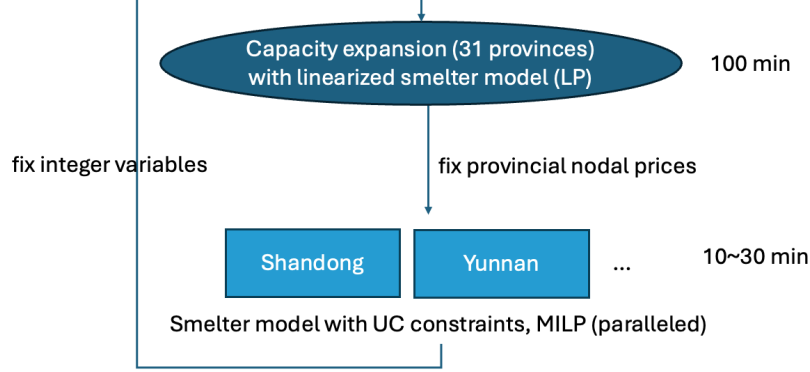 Capacity expansion (31 provinces)
with linearized smelter model (LP)
100 min
fix integer variables
fix provincial nodal prices
Shandong
Yunnan
...
10~30 min
Smelter model with UC constraints, MILP (paralleled)